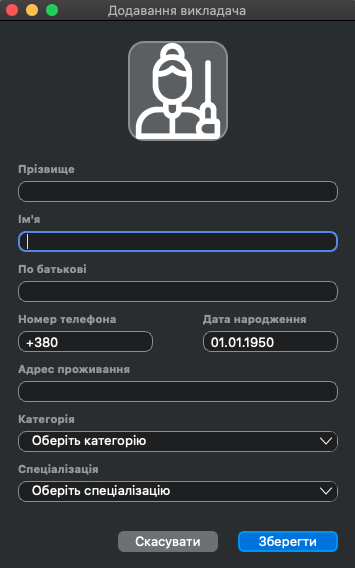 Додавання викладача
Прізвище
Ім'я
По батькові
Номер телефона Дата народження
+380 01.01.1950
Адрес проживання
Категорія
Оберіть категорію
Спеціалізація
Оберіть спеціалізацію
Скасувати Зберегти